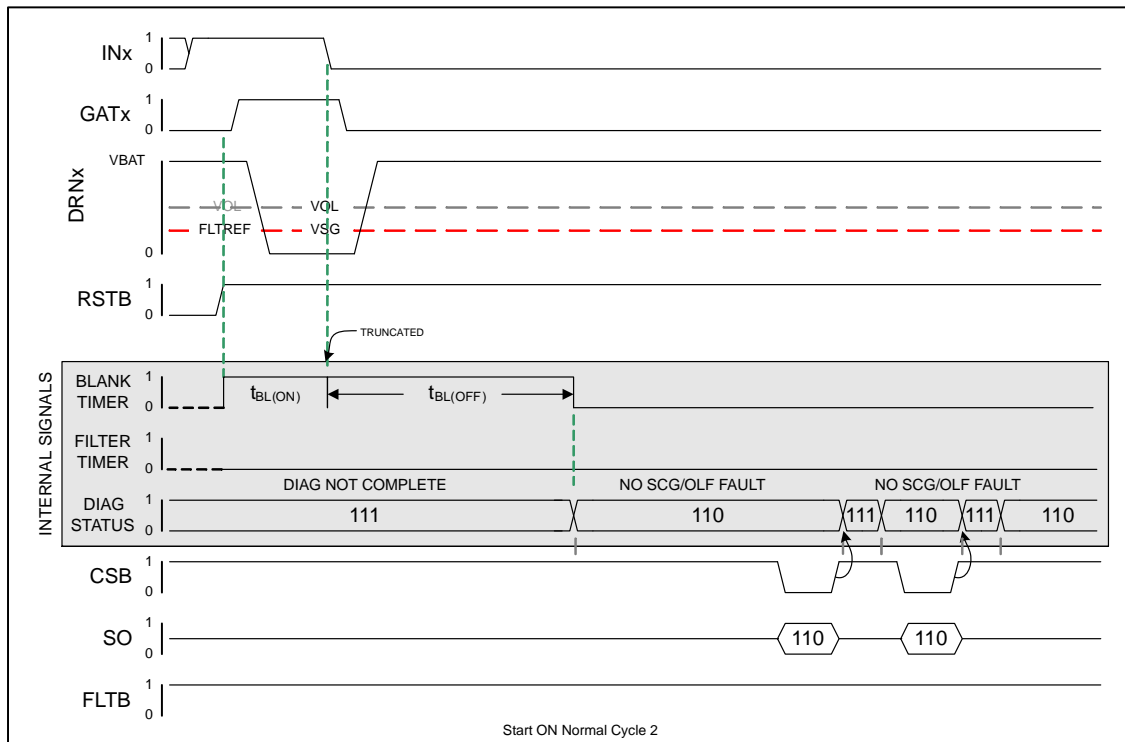 INx
1
0
GATx
1
0
DRNx
VBAT
VOL
VOL
FLTREF
VSG
0
RSTB
1
0
TRUNCATED
INTERNAL SIGNALS
BLANK
TIMER
1
0
tBL(ON)
tBL(OFF)
FILTER
TIMER
1
0
DIAG NOT COMPLETE
NO SCG/OLF FAULT
NO SCG/OLF FAULT
DIAG
STATUS
1
0
111
110
111
110
111
110
CSB
1
0
SO
1
0
110
110
FLTB
1
0
Start ON Normal Cycle 2